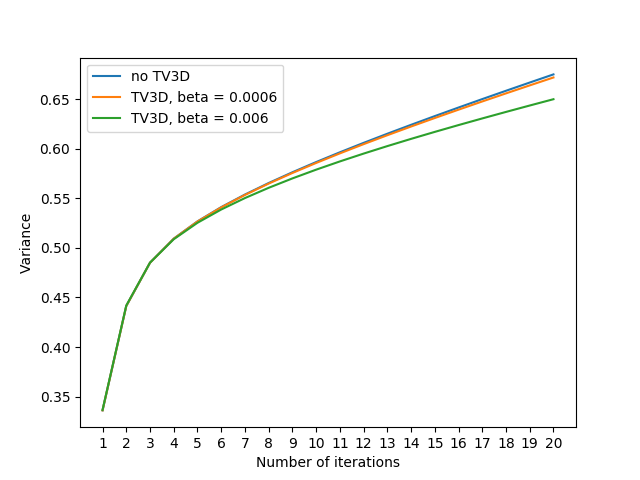 no TV3D
TV3D, beta = 0.0006
TV3D, beta = 0.006
0.65
0.60
0.55
0.50
0.45
0.40
0.35
Variance
1 2 3 4 5 6 7 8 9 10 11 12 13 14 15 16 17 18 19 20
Number of iterations